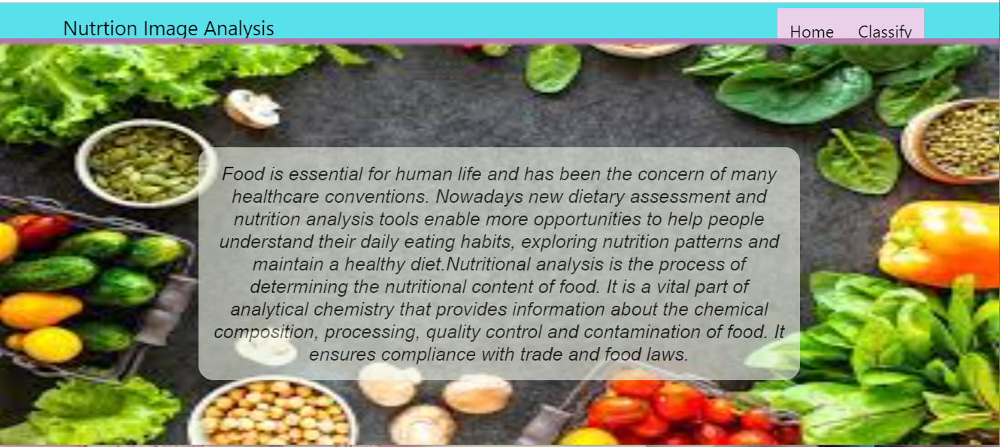 Nutrtion Image Analysis
Home Classify
Food is essential for human life and has been the concern of many
healthcare conventions. Nowadays new dietary assessment and
nutrition analysis tools enable more opportunities to help people
understand their daily eating habits, exploring nutrition patterns and
maintain a healthy diet.Nutritional analysis is the process of
determining the nutritional content of food. It is a vital part of
analytical chemistry that provides information about the chemical
composition, processing, quality control and contamination of food. It
ensures compliance with trade and food laws.